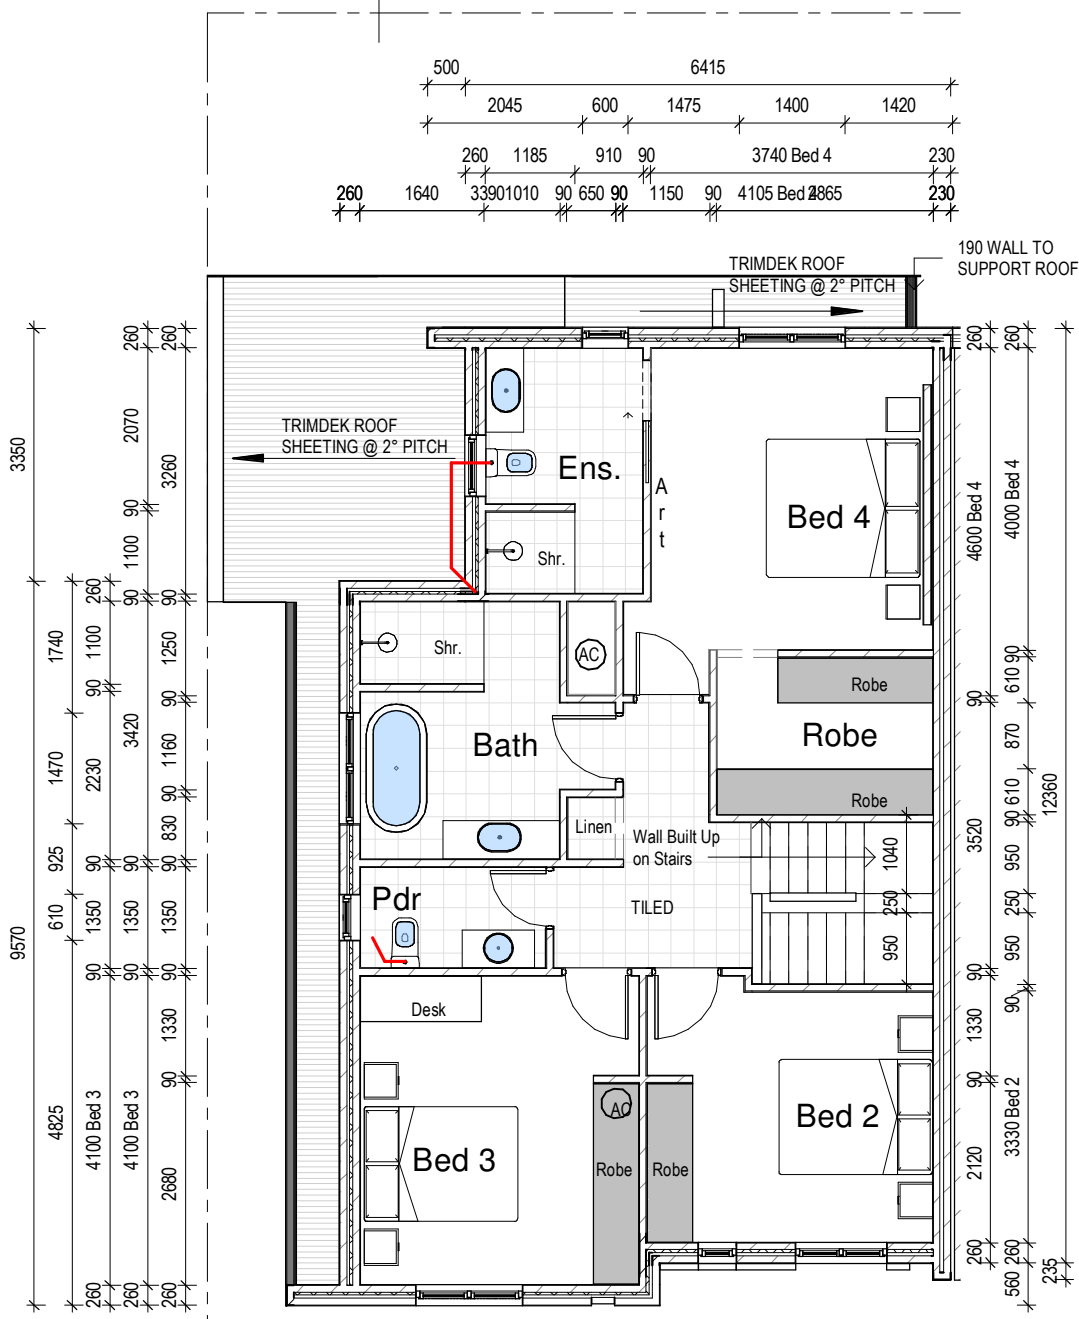 500 6415
2045 600 1475 1400 1420
260 1185 910 90 3740 Bed 4 230
260 1640 90 1010 90 650 90 1150 90 4105 Bed 2865 230
190 WALL TO
SUPPORT ROOF
TRIMDEK ROOF
SHEETING @ 2° PITCH
TRIMDEK ROOF
SHEETING @ 2° PITCH
Ens.
A
r
t
Bed 4
Shr.
Shr.
AC
Robe
Robe
Robe
Bath
Linen
Wall Built Up
on Stairs
Pdr
TILED
Desk
Bed 2
Bed 3
AC
Robe
Robe
3350
9570
260
1740
1470
925
610
4825
260
2070
90
1100
90
1100
90
2230
90
1350
90
4100 Bed 3
260
3420
90
1350
90
4100 Bed 3
260
260
3260
90
1250
90
1160
90
830
90
1350
90
1330
90
2680
260
1040
250
950
260
4600 Bed 4
90
3520
90
1330
90
2120
260
260
4000 Bed 4
90
610
870
610
90
950
250
950
90
3330 Bed 2
260
560
12360
235